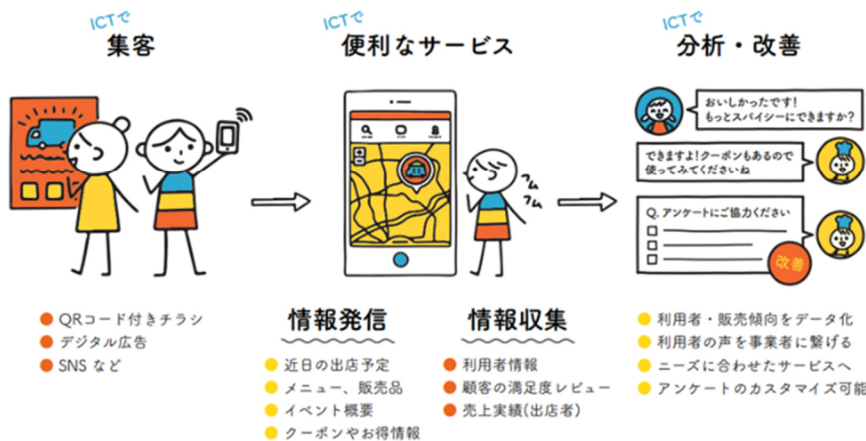 ICTで
集客
ICTで
便利なサービス
ICTで
分析・改善
フムフム
おいしかったです!
もっとスパイシーにできますか?
できますよ!クーポンもあるので
使ってみてくださいね
Q. アンケートにご協力ください
改善
QRコード付きチラシ
デジタル広告
SNS など
情報発信
近日の出店予定
メニュー、販売品
イベント概要
クーポンやお得情報
情報収集
利用者情報
顧客の満足度レビュー
売上実績(出店者)
利用者・販売傾向をデータ化
利用者の声を事業者に繋げる
ニーズに合わせたサービスへ
アンケートのカスタマイズ可能